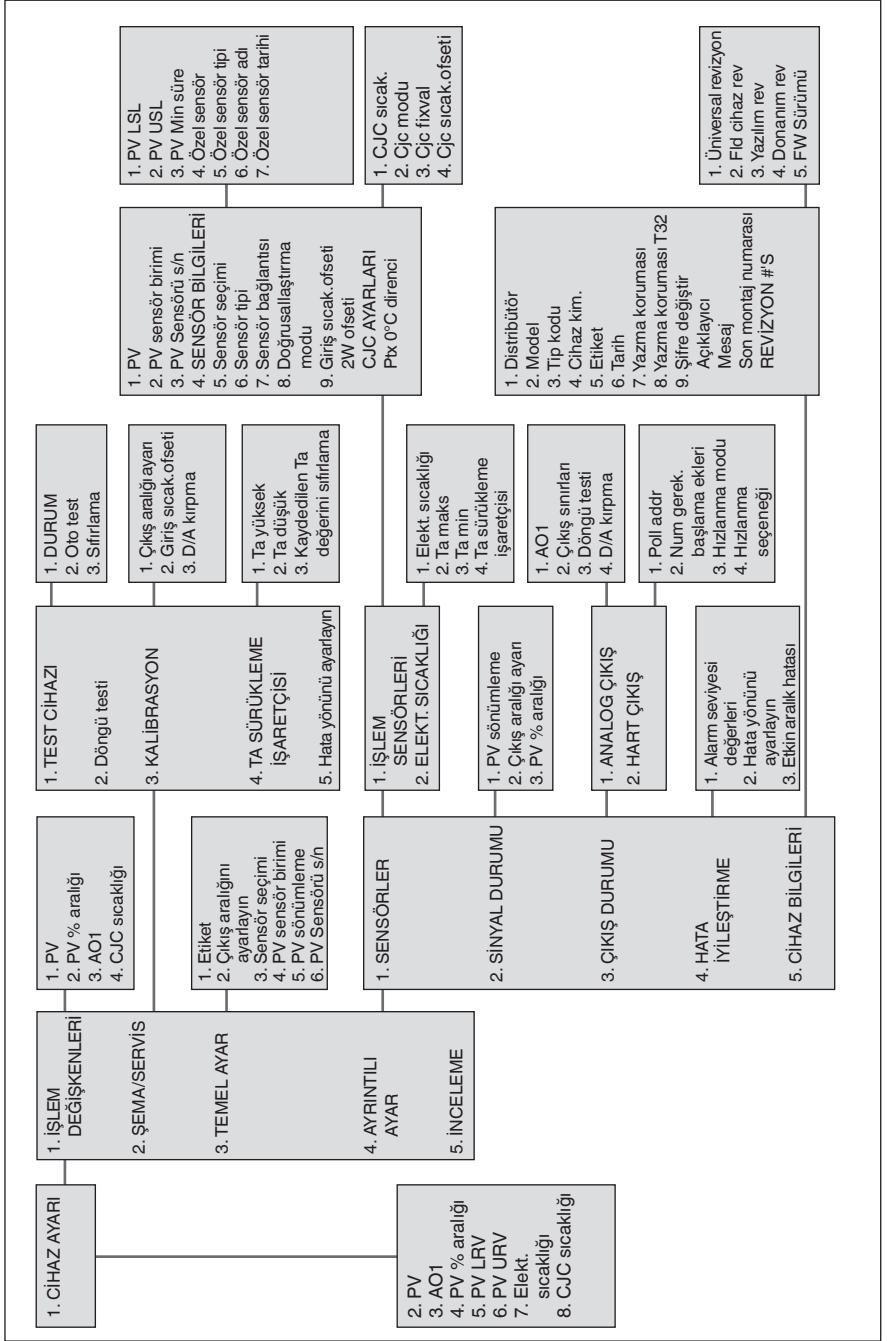 1. CİHAZ AYARI
2. PV
3. AO1
4. PV % aralığı
5. PV LRV
6. PV URV
7. Elekt.
sıcaklığı
8. CJC sıcaklığı
1. İŞLEM
DEĞİŞKENLERİ
2. ŞEMA/SERVİS
3. TEMEL AYAR
4. AYRINTILI
AYAR
5. İNCELEME
1. PV
2. PV % aralığı
3. AO1
4. CJC sıcaklığı
1. Etiket
2. Çıkış aralığını
ayarlayın
3. Sensör seçimi
4. PV sensör birimi
5. PV sönümleme
6. PV Sensörü s/n
1. TEST CİHAZI
2. Döngü testi
3. KALİBRASYON
4. TA SÜRÜKLEME
İŞARETÇİSİ
5. Hata yönünü ayarlayın
1. DURUM
2. Oto test
3. Sıfırlama
1. Çıkış aralığı ayarı
2. Giriş sıcak.ofseti
3. D/A kırpma
1. Ta yüksek
2. Ta düşük
3. Kaydedilen Ta
değerini sıfırlama
1. SENSÖRLER
2. SİNYAL DURUMU
3. ÇIKIŞ DURUMU
4. HATA
İYİLEŞTİRME
5. CİHAZ BİLGİLERİ
1. İŞLEM
SENSÖRLERİ
2. ELEKT. SICAKLIĞI
1. PV sönümleme
2. Çıkış aralığı ayarı
3. PV % aralığı
1. ANALOG ÇIKIŞ
2. HART ÇIKIŞ
1. Alarm seviyesi
değerleri
2. Hata yönünü
ayarlayın
3. Etkin aralık hatası
1. Elekt. sıcaklığı
2. Ta maks
3. Ta min
4. Ta sürükleme
işaretçisi
1. AO1
2. Çıkış sınırları
3. Döngü testi
4. D/A kırpma
1. Poll addr
2. Num gerek.
başlama ekleri
3. Hızlanma modu
4. Hızlanma
seçeneği
1. PV
2. PV sensör birimi
3. PV Sensörü s/n
4. SENSÖR BİLGİLERİ
5. Sensör seçimi
6. Sensör tipi
7. Sensör bağlantısı
8. Doğrusallaştırma
modu
9. Giriş sıcak.ofseti
2W ofseti
CJC AYARLARI
Ptx 0°C direnci
1. PV LSL
2. PV USL
3. PV Min süre
4. Özel sensör
5. Özel sensör tipi
6. Özel sensör adı
7. Özel sensör tarihi
1. CJC sıcak.
2. Cjc modu
3. Cjc fixval
4. Cjc sıcak.ofseti
1. Distribütör
2. Model
3. Tip kodu
4. Cihaz kim.
5. Etiket
6. Tarih
7. Yazma koruması
8. Yazma koruması T32
9. Şifre değiştir
Açıklayıcı
Mesaj
Son montaj numarası
REVİZYON #'S
1. Üniversal revizyon
2. Fld cihaz rev
3. Yazılım rev
4. Donanım rev
5. FW Sürümü